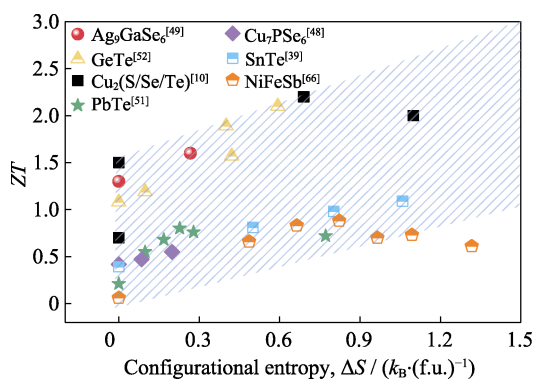 3.0
2.5
2.0
1.5
1.0
0.5
0
ZT
Ag₉GaSe₆[49]
Cu₇PSe₆[48]
GeTe[52]
SnTe[39]
Cu₂(S/Se/Te)[10]
NiFeSb[66]
PbTe[51]
0 0.3 0.6 0.9 1.2 1.5
Configurational entropy, ΔS / (k_B·(f.u.)⁻¹)